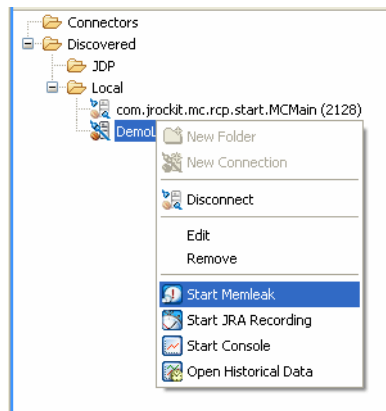 Connectors
Discovered
JDP
Local
com.jrockit.mc.rcp.start.MCMain (2128)
New Folder
New Connection
Disconnect
Edit
Remove
Start Memleak
Start JRA Recording
Start Console
Open Historical Data